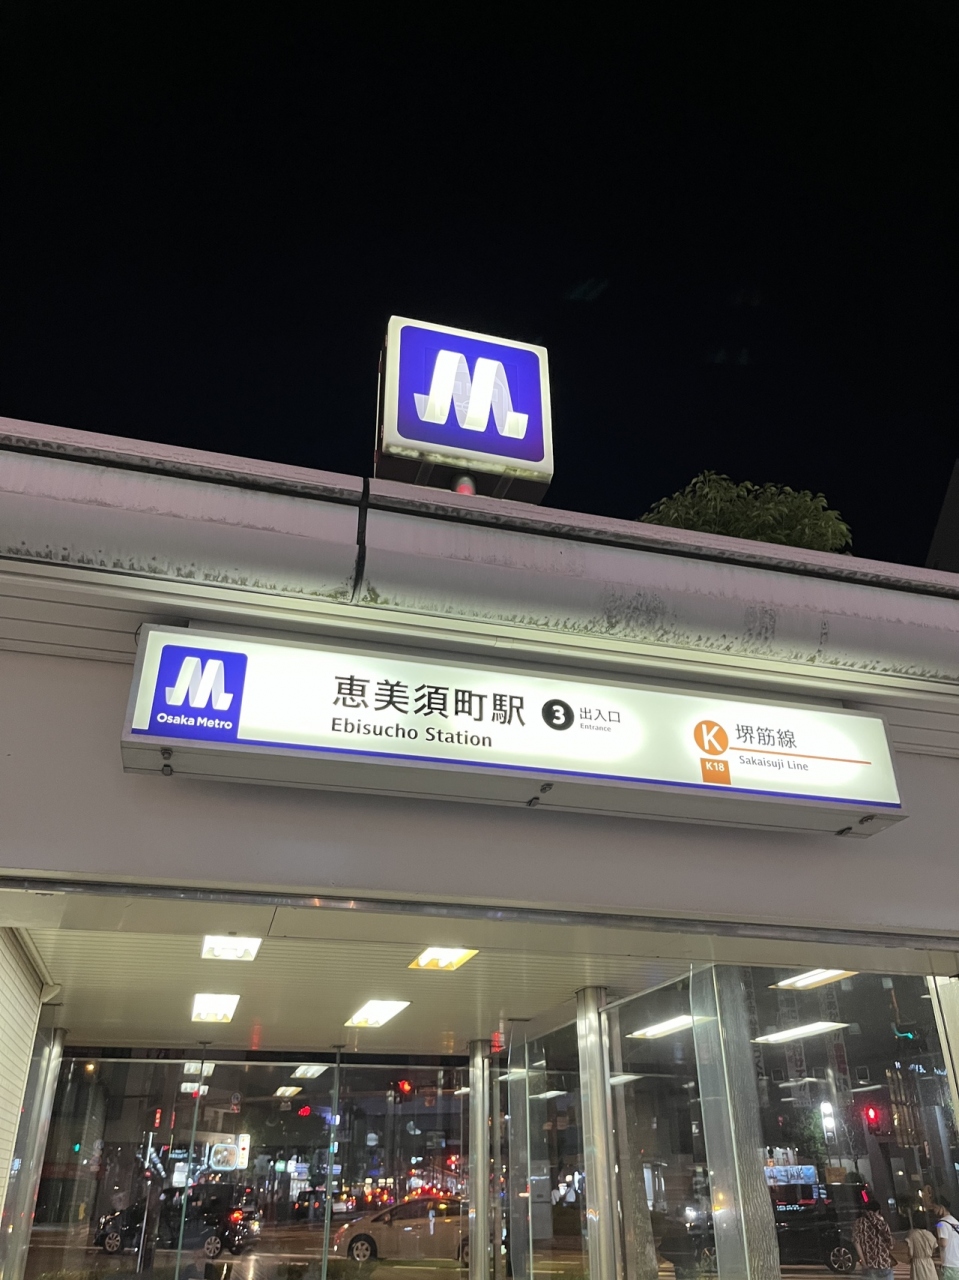 Osaka Metro
恵美須町駅
Ebisucho Station
3
出入口
Entrance
K
K18
堺筋線
Sakaisuji Line